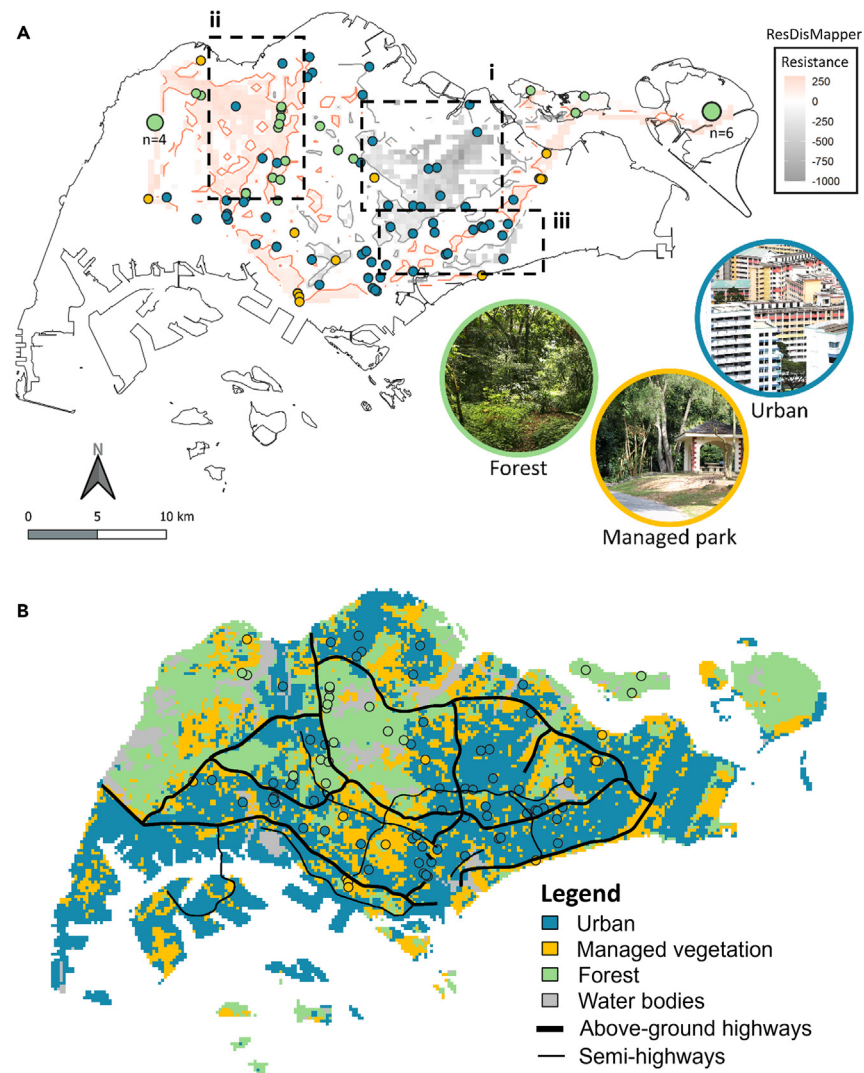 A
ii
i
ResDisMapper
Resistance
250
0
-250
-500
-750
-1000
n=4
n=6
iii
Urban
Forest
Managed park
N
0 5 10 km
B
Legend
Urban
Managed vegetation
Forest
Water bodies
Above-ground highways
Semi-highways